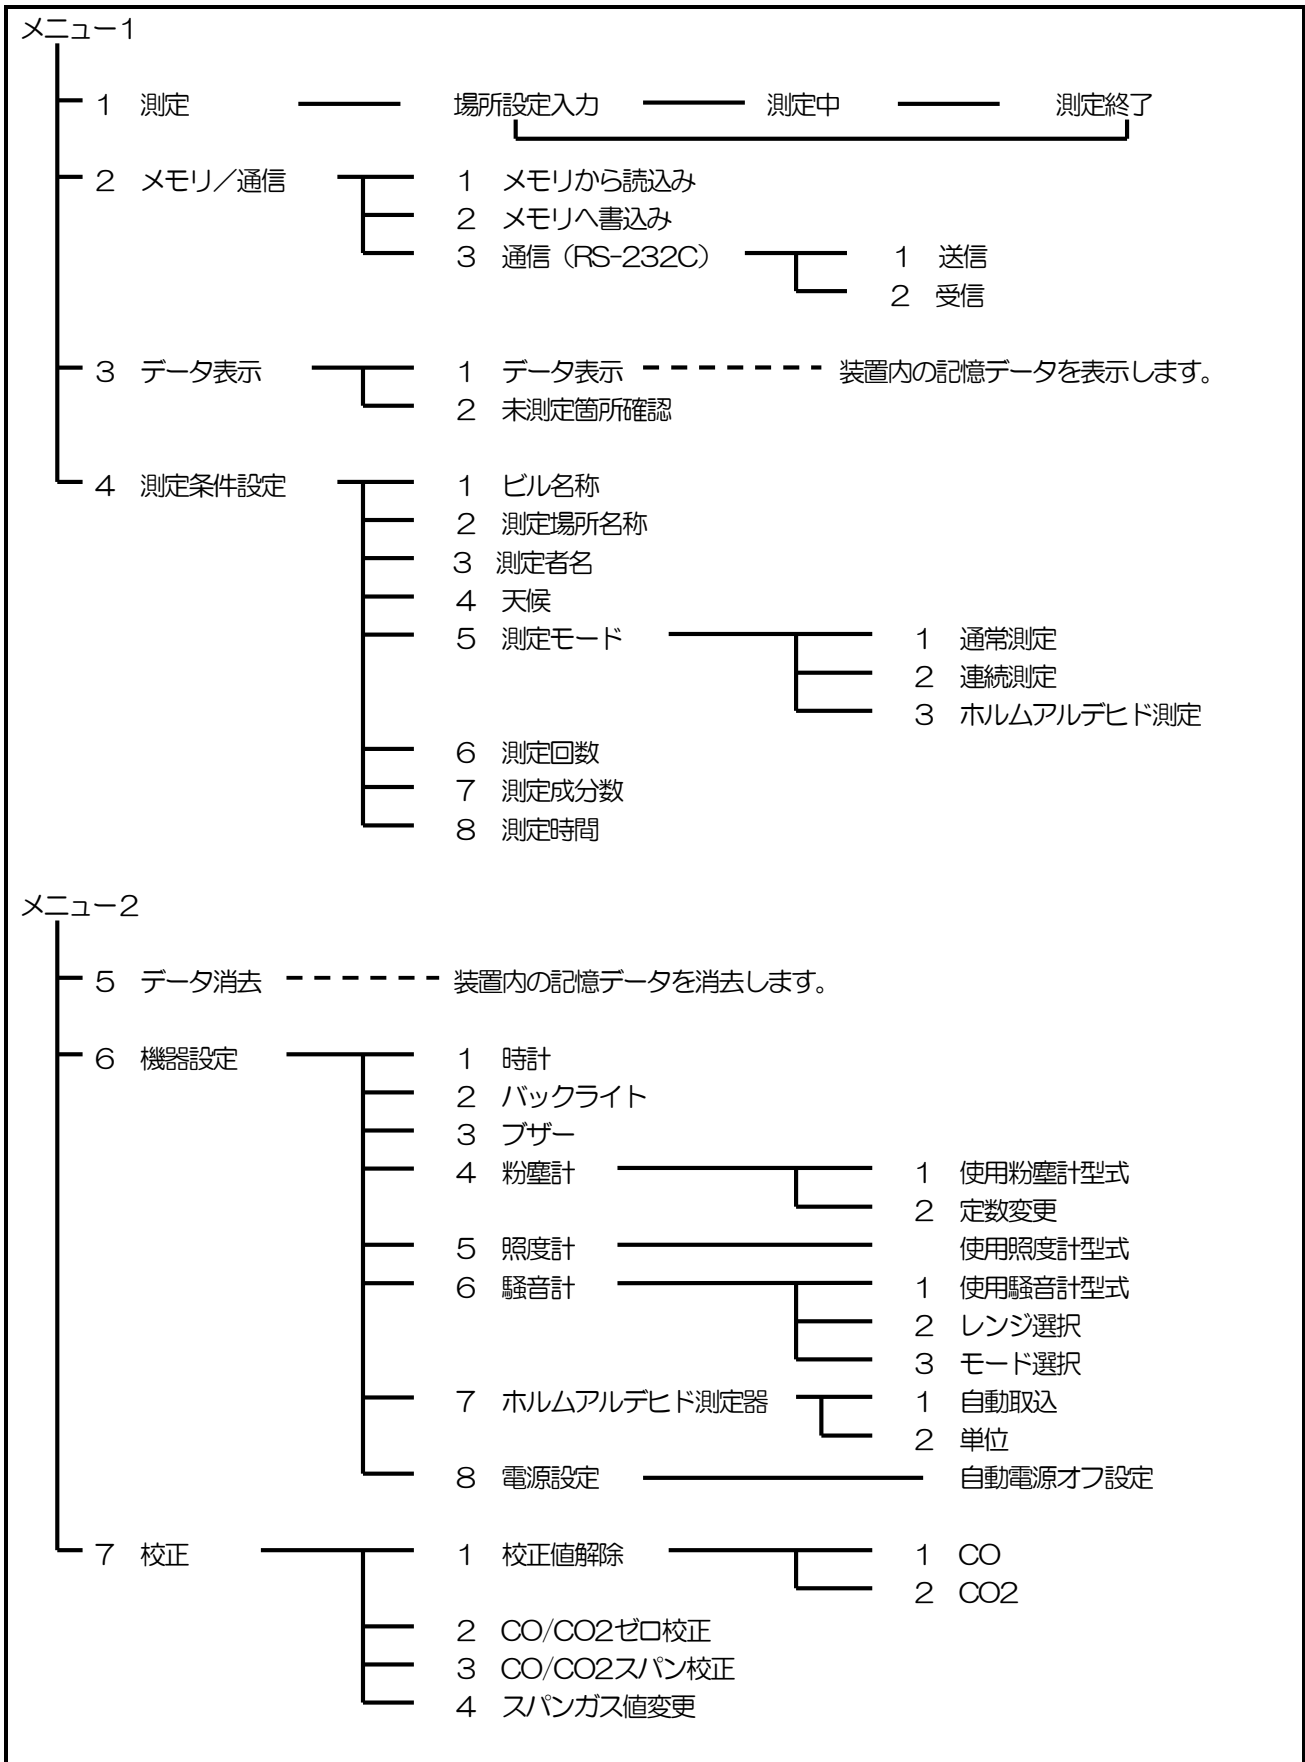 メニュー1
1 測定 場所設定入力 測定中 測定終了
2 メモリ／通信 1 メモリから読込み
2 メモリへ書込み
3 通信（RS-232C） 1 送信
2 受信
3 データ表示 1 データ表示 装置内の記憶データを表示します。
2 未測定箇所確認
4 測定条件設定 1 ビル名称
2 測定場所名称
3 測定者名
4 天候
5 測定モード 1 通常測定
2 連続測定
3 ホルムアルデヒド測定
6 測定回数
7 測定成分数
8 測定時間
メニュー2
5 データ消去 装置内の記憶データを消去します。
6 機器設定 1 時計
2 バックライト
3 ブザー
4 粉塵計 1 使用粉塵計型式
2 定数変更
5 照度計 使用照度計型式
6 騒音計 1 使用騒音計型式
2 レンジ選択
3 モード選択
7 ホルムアルデヒド測定器 1 自動取込
2 単位
8 電源設定 自動電源オフ設定
7 校正 1 校正値解除 1 CO
2 CO2
2 CO/CO2ゼロ校正
3 CO/CO2スパン校正
4 スパンガス値変更